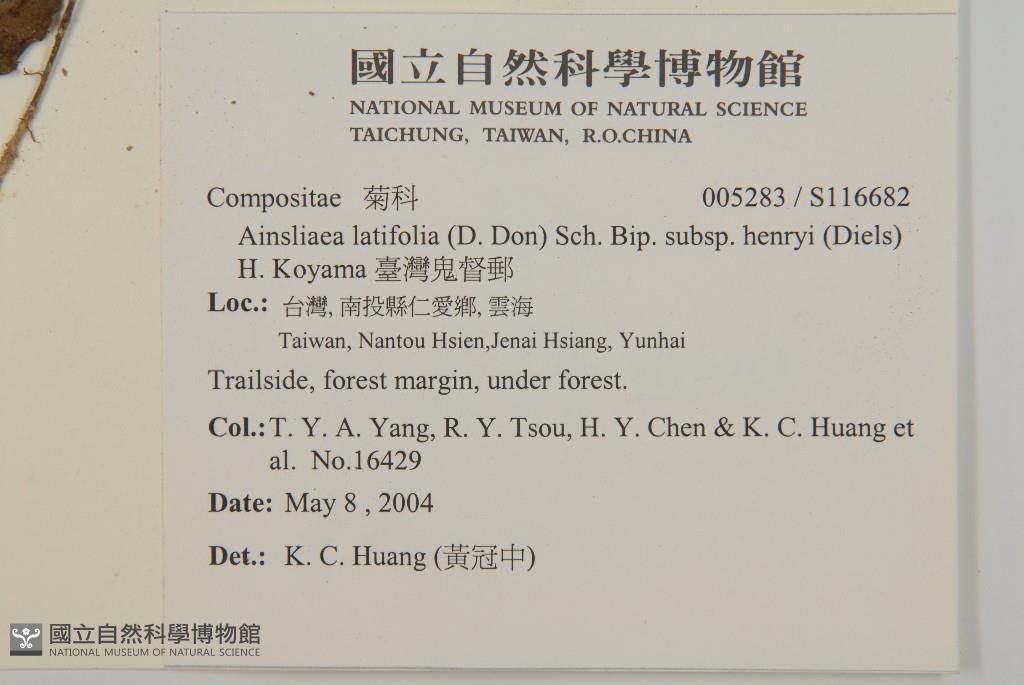 國立自然科學博物館
NATIONAL MUSEUM OF NATURAL SCIENCE
TAICHUNG, TAIWAN, R.O.CHINA
Compositae 菊科 005283 / S116682
Ainsliaea latifolia (D. Don) Sch. Bip. subsp. henryi (Diels)
H. Koyama 臺灣鬼督郵
Loc.: 台灣, 南投縣仁愛鄉, 雲海
Taiwan, Nantou Hsien,Jenai Hsiang, Yunhai
Trailside, forest margin, under forest.
Col.: T. Y. A. Yang, R. Y. Tsou, H. Y. Chen & K. C. Huang et
al. No.16429
Date: May 8 , 2004
Det.: K. C. Huang (黃冠中)
國立自然科學博物館
NATIONAL MUSEUM OF NATURAL SCIENCE